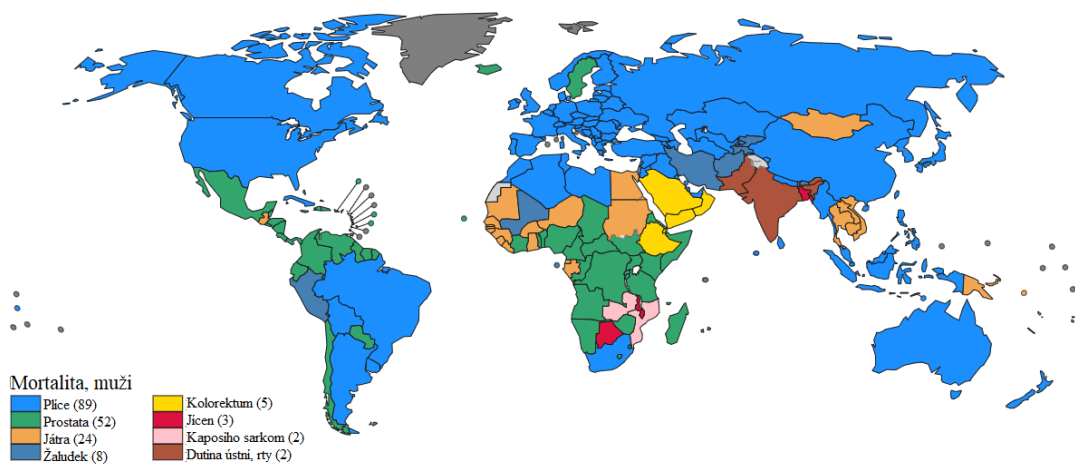 Mortalita, muži
Plíce (89)
Prostata (52)
Játra (24)
Žaludek (8)
Kolorektum (5)
Jícen (3)
Kaposiho sarkom (2)
Dutina ústní, rty (2)